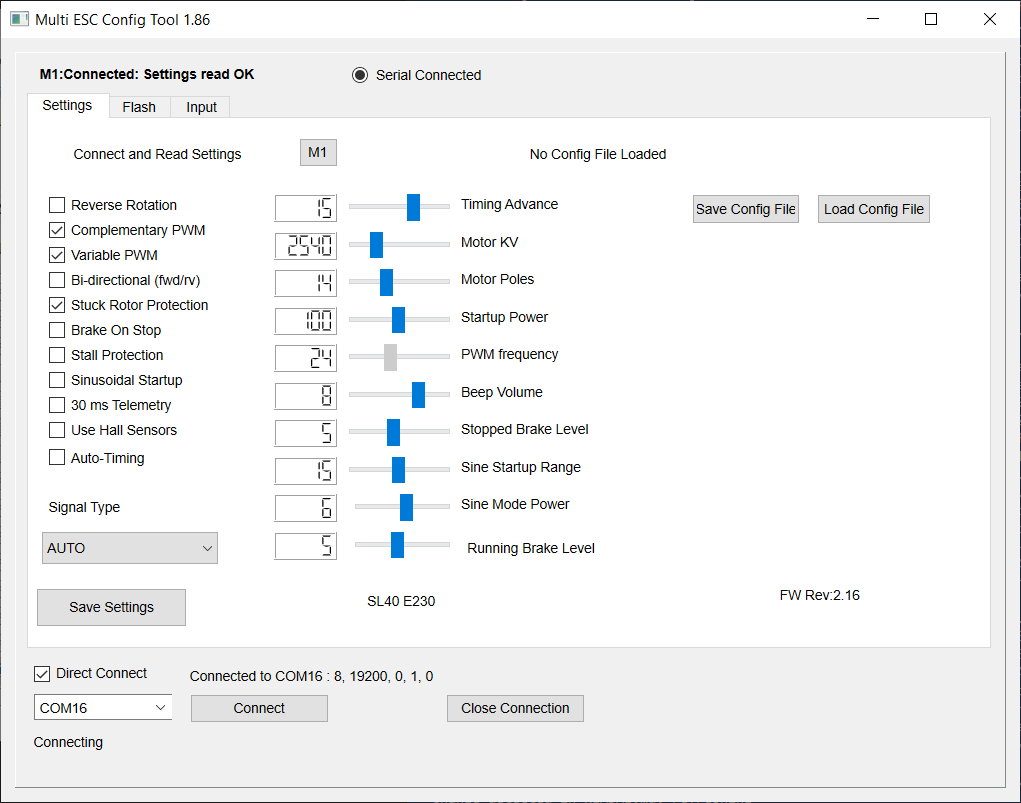 Multi ESC Config Tool 1.86
M1:Connected: Settings read OK
Serial Connected
Settings
Flash
Input
Connect and Read Settings
M1
No Config File Loaded
Reverse Rotation
15
Timing Advance
Save Config File
Load Config File
Complementary PWM
2540
Motor KV
Variable PWM
Bi-directional (fwd/rv)
14
Motor Poles
Stuck Rotor Protection
100
Startup Power
Brake On Stop
Stall Protection
24
PWM frequency
Sinusoidal Startup
8
Beep Volume
30 ms Telemetry
Use Hall Sensors
5
Stopped Brake Level
Auto-Timing
15
Sine Startup Range
Signal Type
6
Sine Mode Power
AUTO
5
Running Brake Level
Save Settings
SL40 E230
FW Rev:2.16
Direct Connect
Connected to COM16 : 8, 19200, 0, 1, 0
COM16
Connect
Close Connection
Connecting